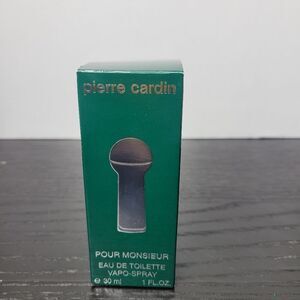 pierre cardin
POUR MONSIEUR
EAU DE TOILETTE
VAPO-SPRAY
℮ 30 ml 1 FL.OZ.